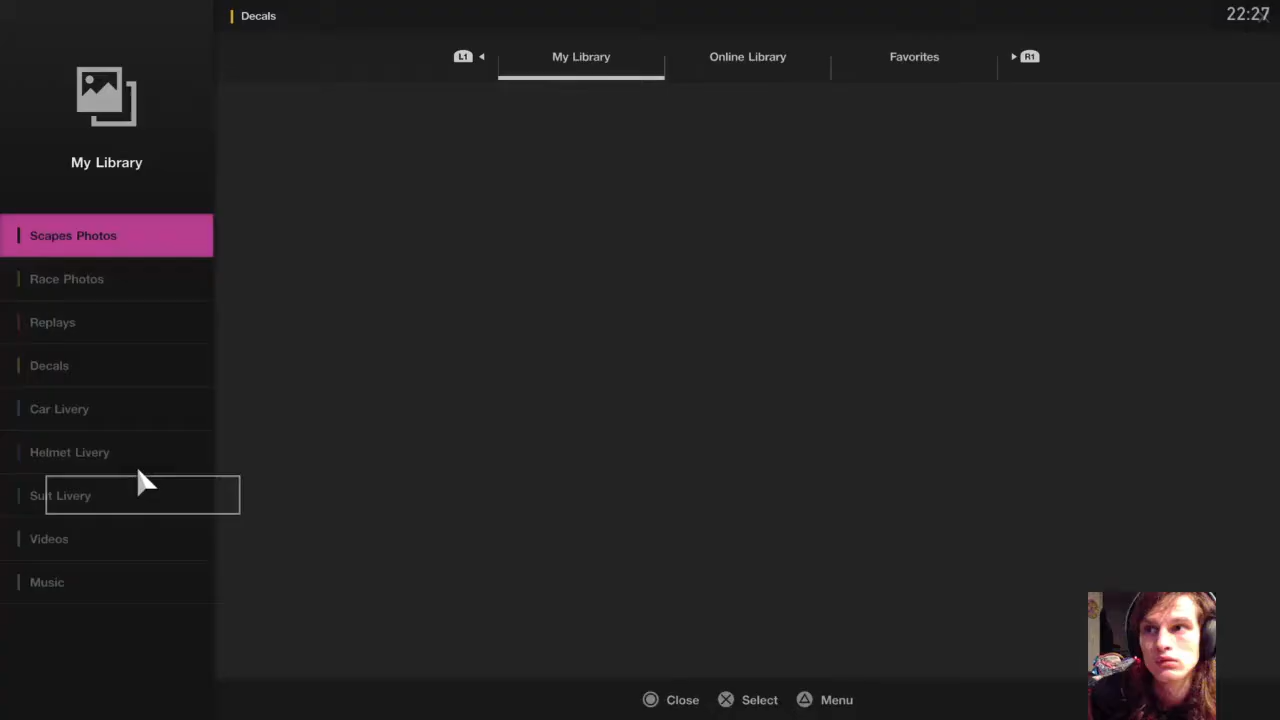 Decals
22:27
L1
My Library
Online Library
Favorites
R1
My Library
Scapes Photos
Race Photos
Replays
Decals
Car Livery
Helmet Livery
Suit Livery
Videos
Music
Close
Select
Menu